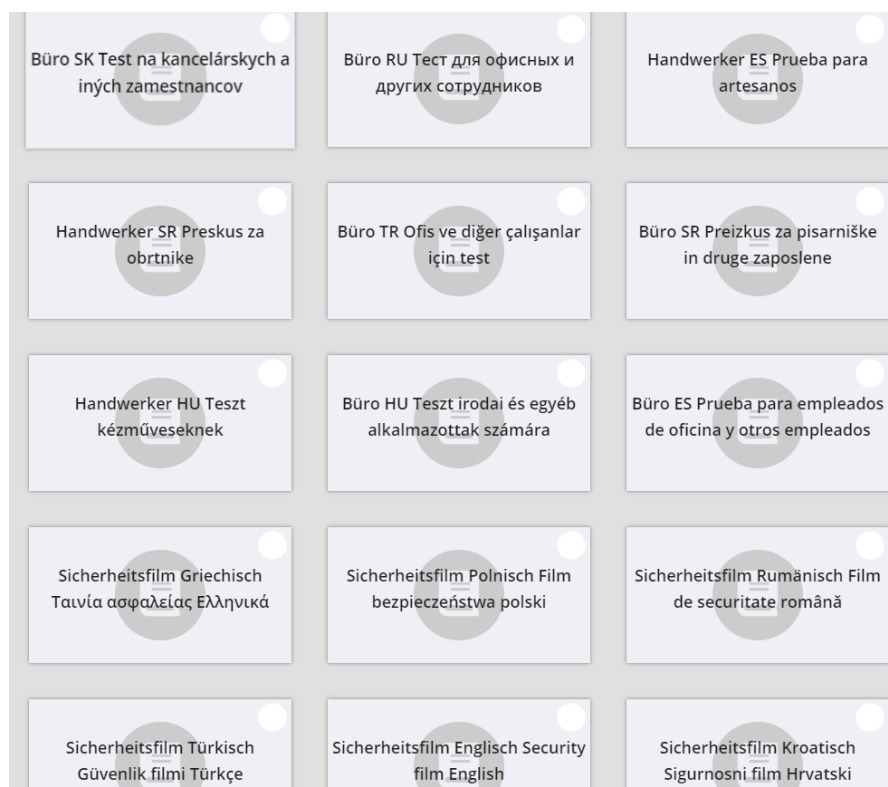 Büro SK Test na kancelárskych a
iných zamestnancov
Büro RU Тест для офисных и
других сотрудников
Handwerker ES Prueba para
artesanos
Handwerker SR Preskus za
obrtnike
Büro TR Ofis ve diğer çalışanlar
için test
Büro SR Preizkus za pisarniške
in druge zaposlene
Handwerker HU Teszt
kézműveseknek
Büro HU Teszt irodai és egyéb
alkalmazottak számára
Büro ES Prueba para empleados
de oficina y otros empleados
Sicherheitsfilm Griechisch
Ταινία ασφαλείας Ελληνικά
Sicherheitsfilm Polnisch Film
bezpieczeństwa polski
Sicherheitsfilm Rumänisch Film
de securitate română
Sicherheitsfilm Türkisch
Güvenlik filmi Türkçe
Sicherheitsfilm Englisch Security
film English
Sicherheitsfilm Kroatisch
Sigurnosni film Hrvatski